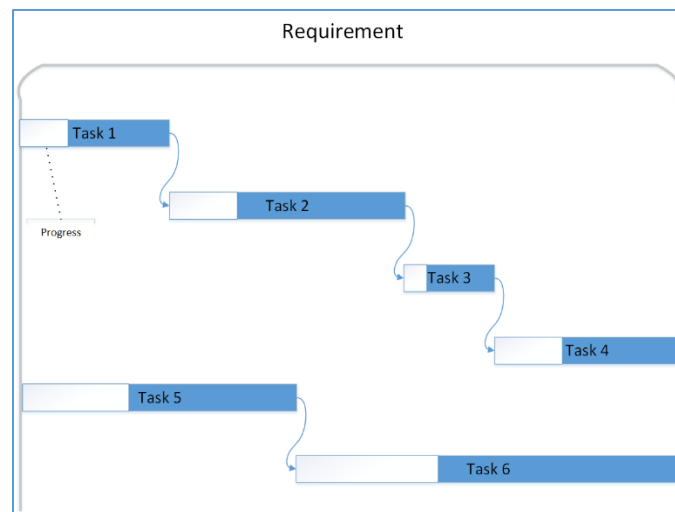 Requirement
Task 1
Task 2
Progress
Task 3
Task 4
Task 5
Task 6